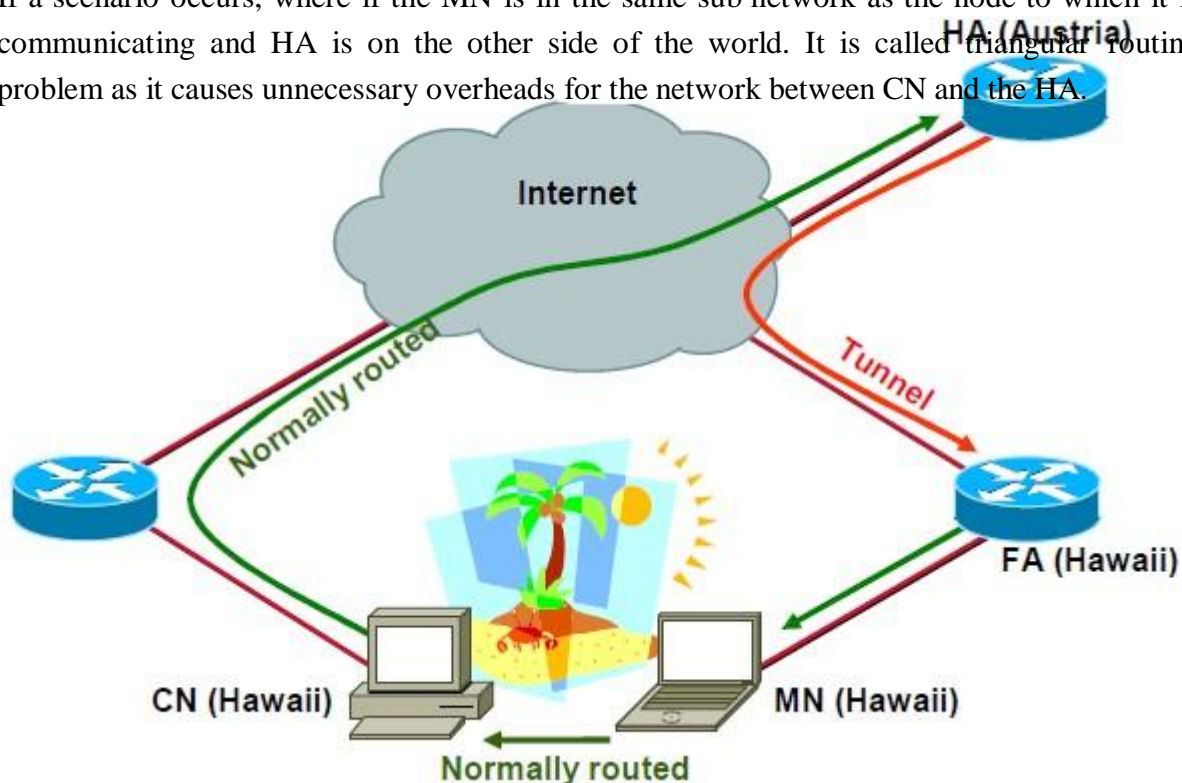 If a scenario occurs, where if the MN is in the same sub-network as the node to which it
communicating and HA is on the other side of the world. It is called triangular routin
problem as it causes unnecessary overheads for the network between CN and the HA.
HA (Austria)
Internet
Normally routed
Tunnel
FA (Hawaii)
CN (Hawaii)
MN (Hawaii)
Normally routed